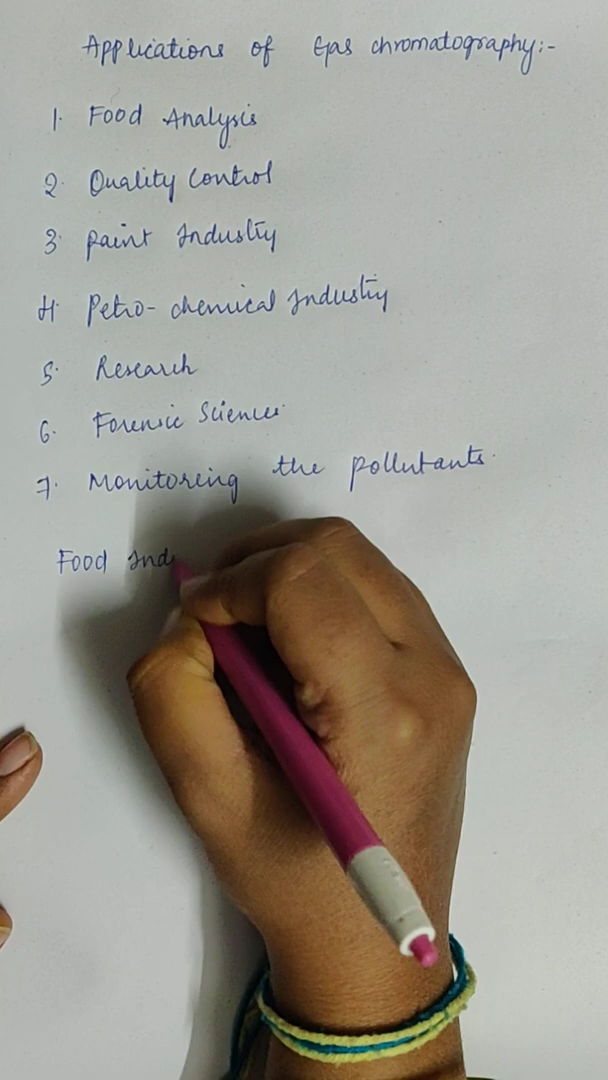 Applications of Gas chromatography:-
1. Food Analysis
2. Quality Control
3. paint Industry
4. Petro-chemical Industry
5. Research
6. Forensic Sciences
7. Monitoring the pollutants.
Food Ind